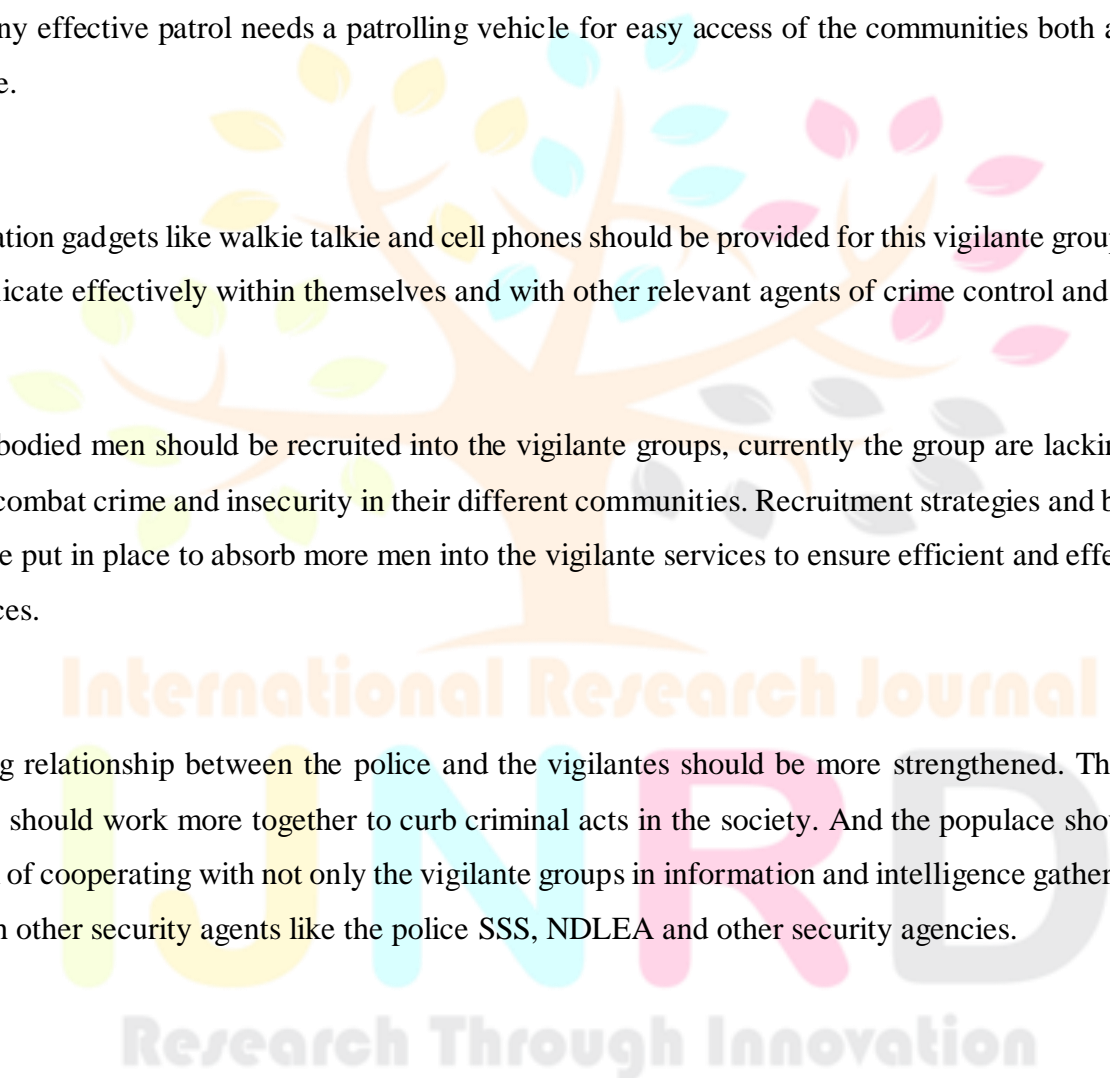 ny effective patrol needs a patrolling vehicle for easy access of the communities both a
e.
ation gadgets like walkie talkie and cell phones should be provided for this vigilante group
icate effectively within themselves and with other relevant agents of crime control and
bodied men should be recruited into the vigilante groups, currently the group are lackin
combat crime and insecurity in their different communities. Recruitment strategies and b
e put in place to absorb more men into the vigilante services to ensure efficient and effe
ces.
International Research Journal
g relationship between the police and the vigilantes should be more strengthened. Th
should work more together to curb criminal acts in the society. And the populace sho
of cooperating with not only the vigilante groups in information and intelligence gather
n other security agents like the police SSS, NDLEA and other security agencies.
IJNRD
Research Through Innovation